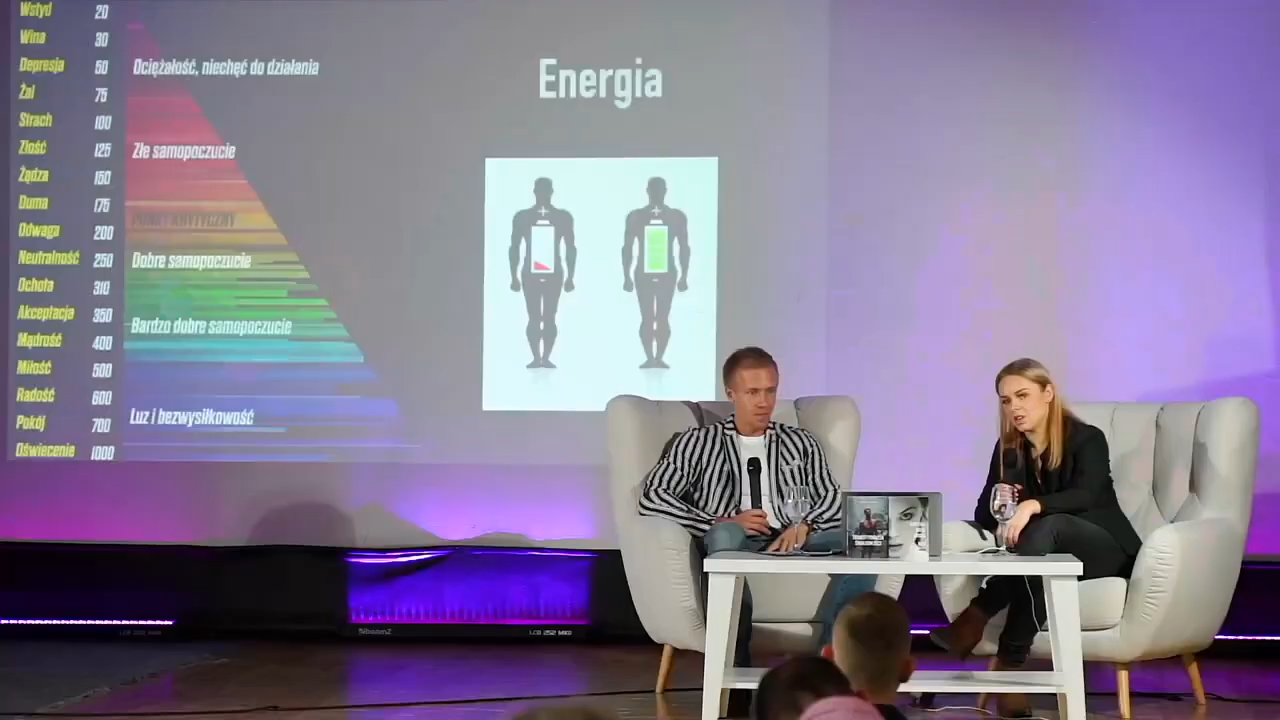 Wstyd 20
Wina 30
Depresja 50
Żal 75
Strach 100
Złość 125
Żądza 150
Duma 175
Odwaga 200
Neutralność 250
Ochota 310
Akceptacja 350
Mądrość 400
Miłość 500
Radość 600
Pokój 700
Oświecenie 1000
Ociężałość, niechęć do działania
Złe samopoczucie
PUNKT KRYTYCZNY
Dobre samopoczucie
Bardzo dobre samopoczucie
Luz i bezwysiłkowość
Energia